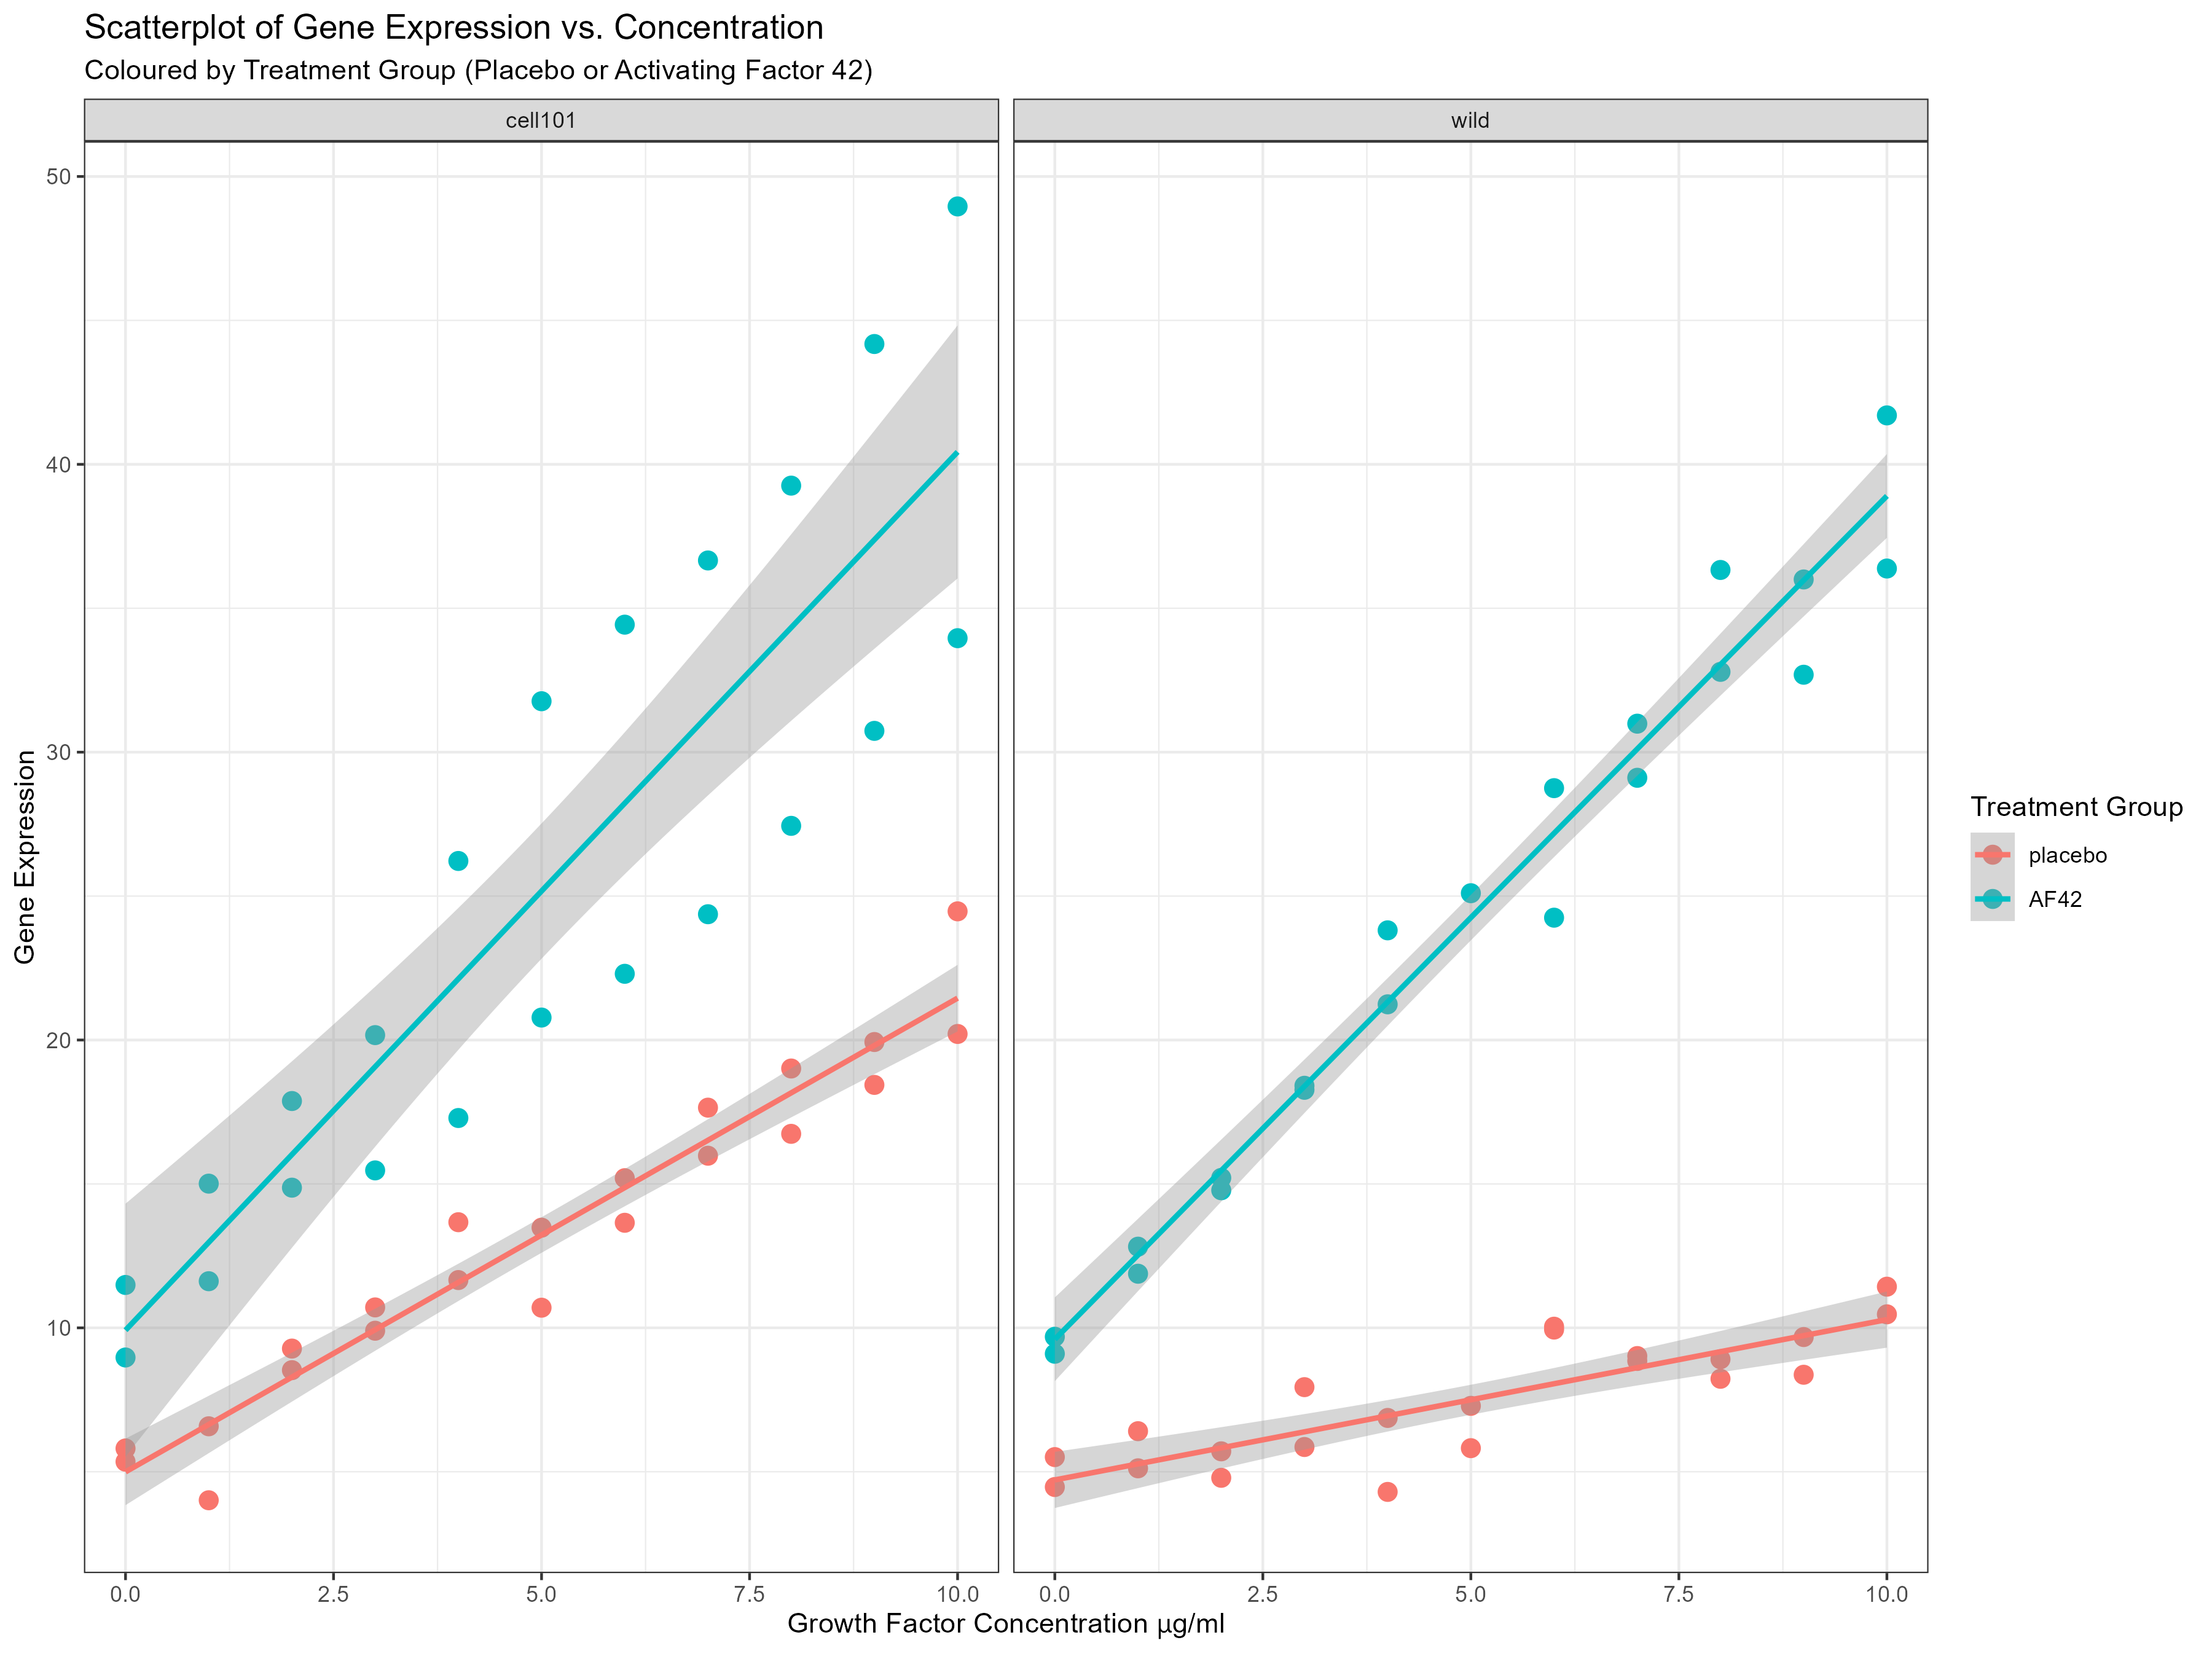 Scatterplot of Gene Expression vs. Concentration
Coloured by Treatment Group (Placebo or Activating Factor 42)
cell101
wild
50
40
30
20
10
Gene Expression
0.0 2.5 5.0 7.5 10.0
0.0 2.5 5.0 7.5 10.0
Growth Factor Concentration µg/ml
Treatment Group
placebo
AF42